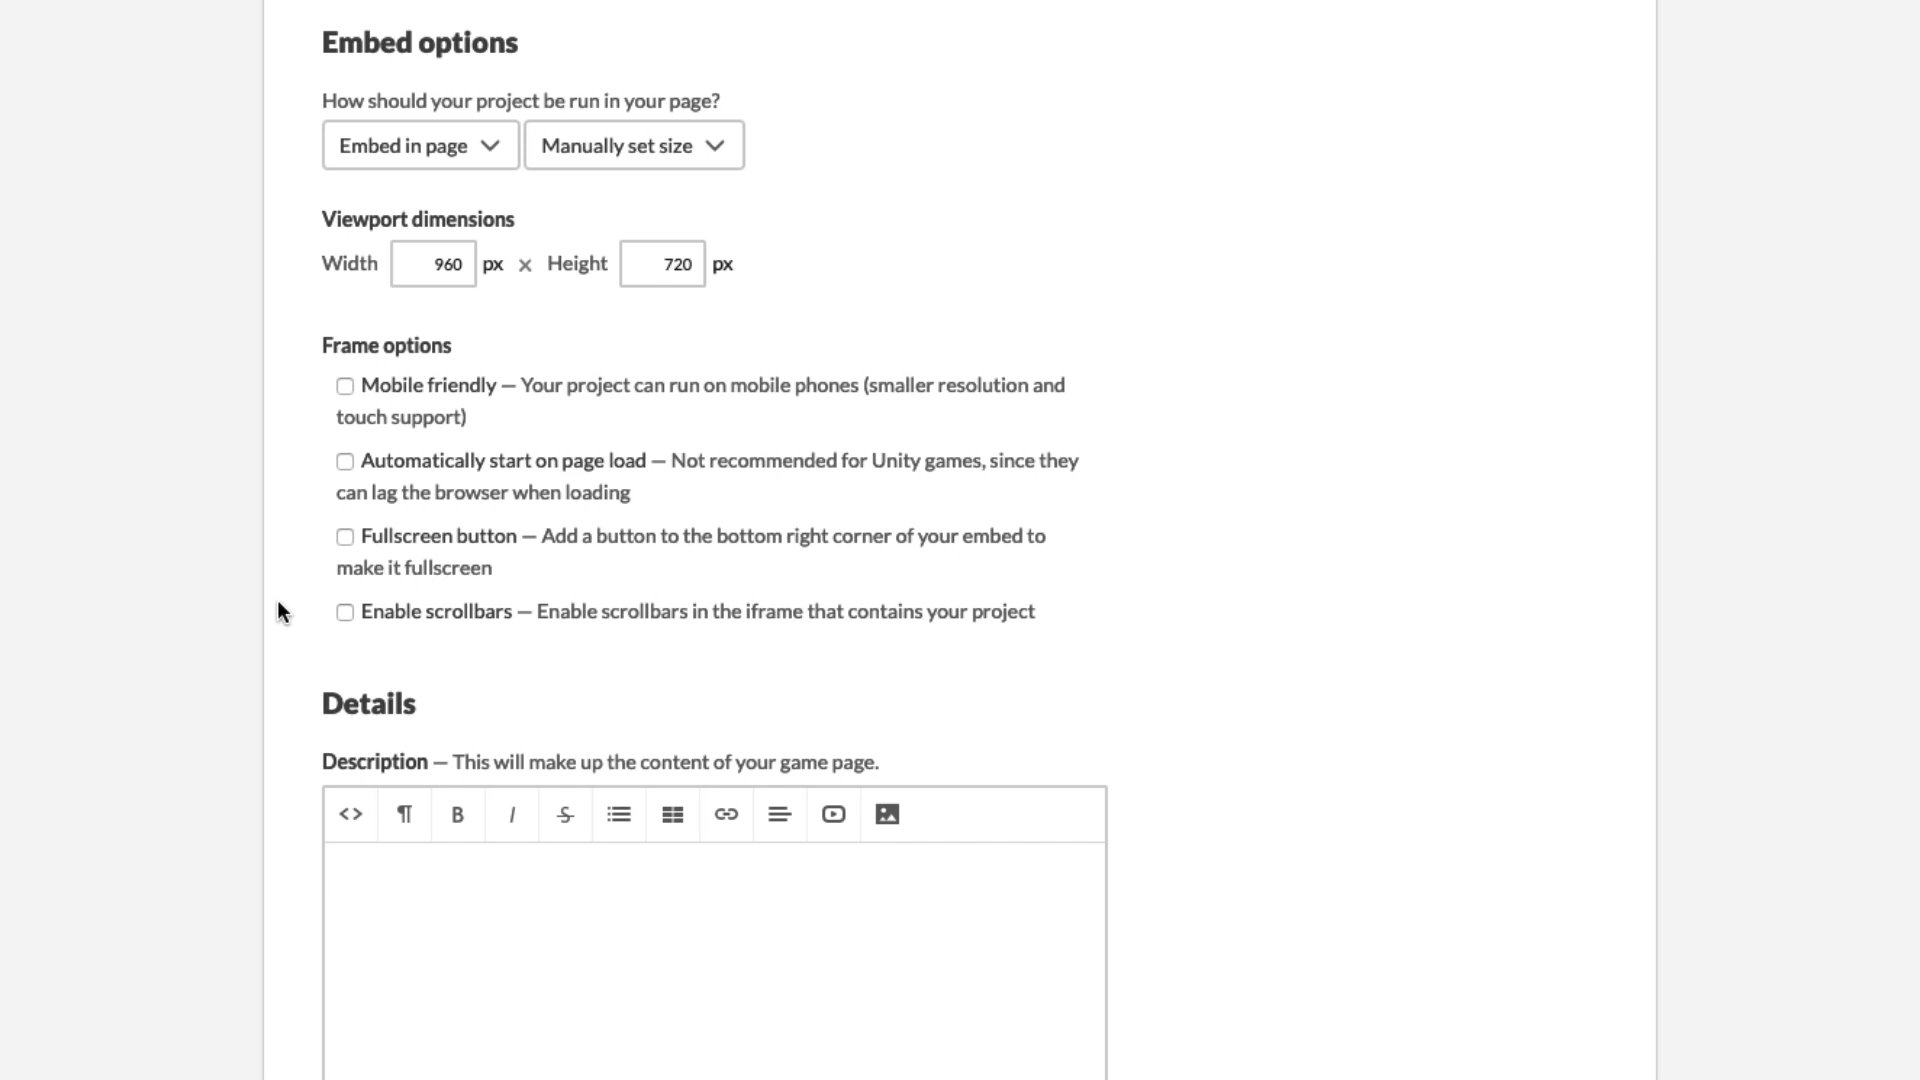 Embed options
How should your project be run in your page?
Embed in page Manually set size
Viewport dimensions
Width 960 px × Height 720 px
Frame options
Mobile friendly — Your project can run on mobile phones (smaller resolution and
touch support)
Automatically start on page load — Not recommended for Unity games, since they
can lag the browser when loading
Fullscreen button — Add a button to the bottom right corner of your embed to
make it fullscreen
Enable scrollbars — Enable scrollbars in the iframe that contains your project
Details
Description — This will make up the content of your game page.
<> ¶ B I S